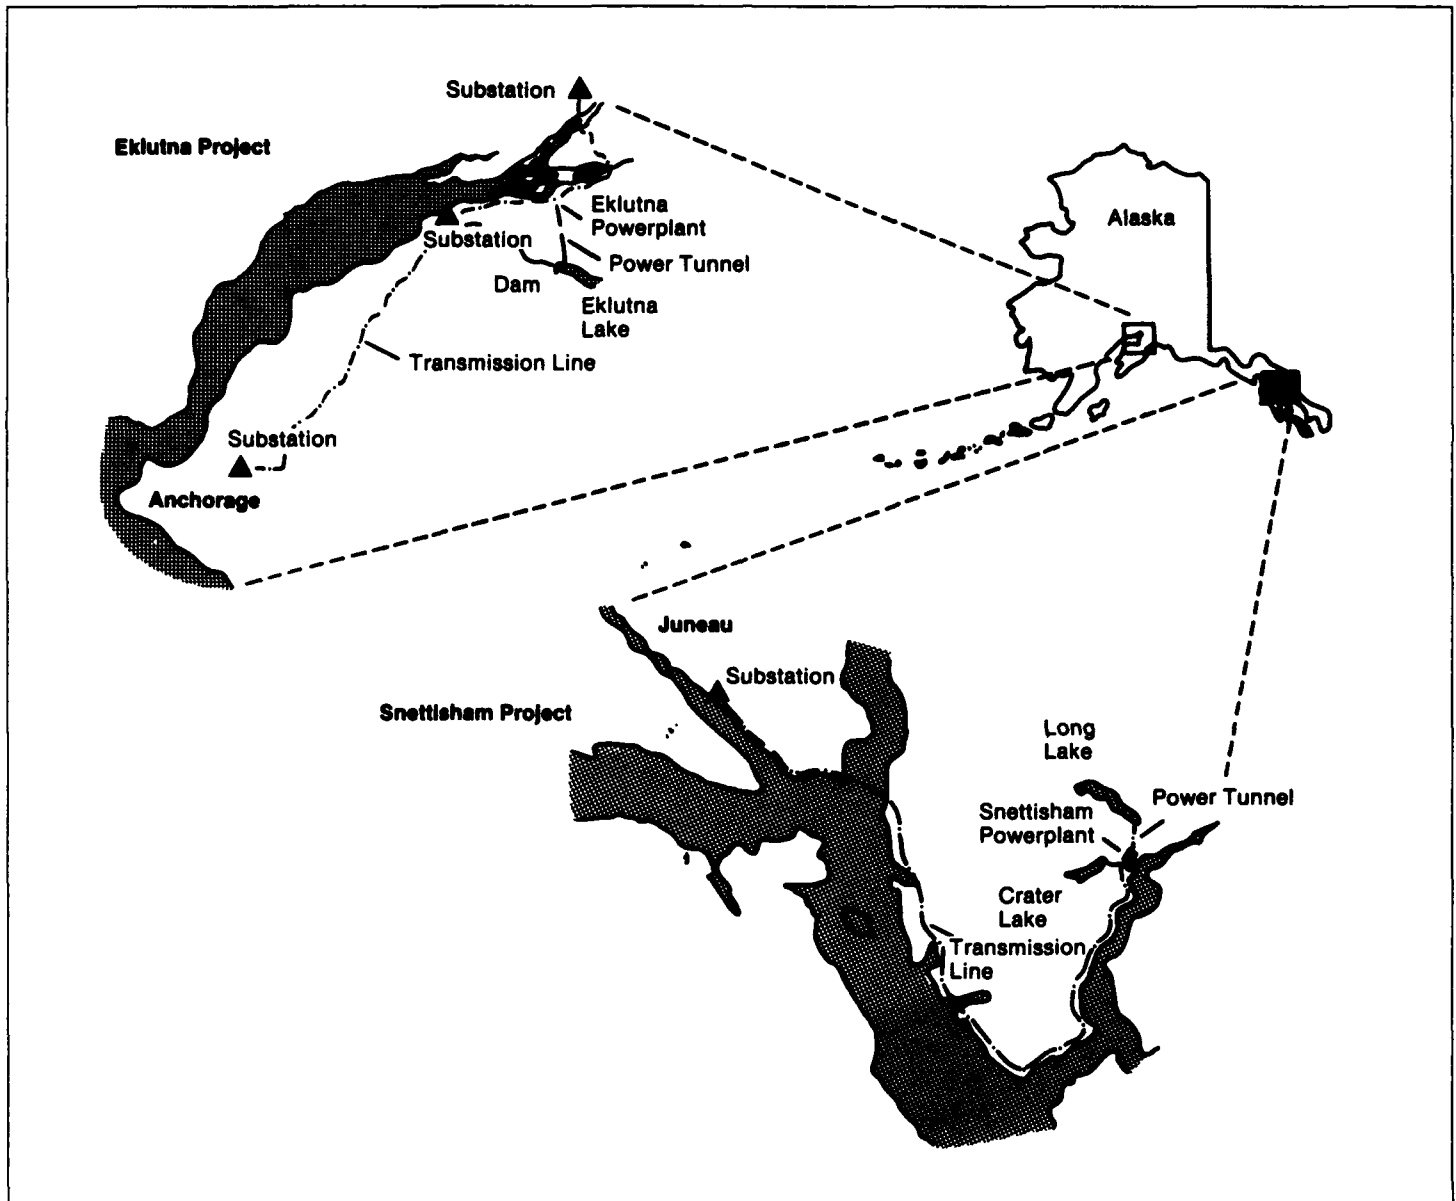 Substation
Eklutna Project
Alaska
Eklutna
Powerplant
Substation
Power Tunnel
Dam
Eklutna
Lake
Transmission Line
Substation
Anchorage
Juneau
Substation
Snettisham Project
Long
Lake
Power Tunnel
Snettisham
Powerplant
Crater
Lake
Transmission
Line